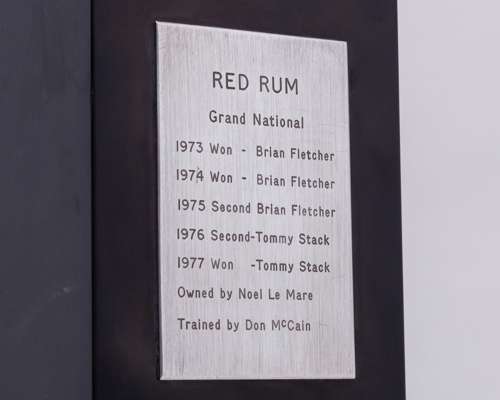 RED RUM
Grand National
1973 Won - Brian Fletcher
1974 Won - Brian Fletcher
1975 Second Brian Fletcher
1976 Second-Tommy Stack
1977 Won -Tommy Stack
Owned by Noel Le Mare
Trained by Don McCain